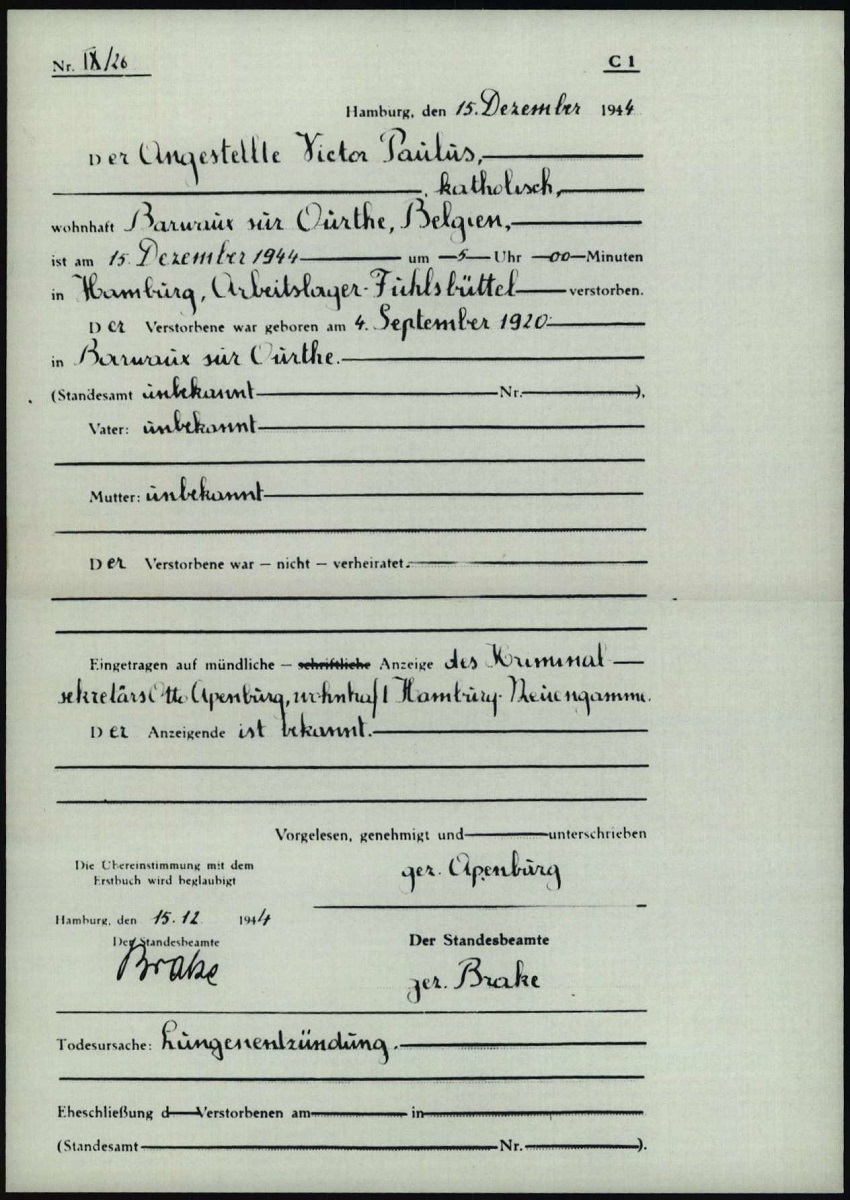 Nr. IX/26
C 1
Hamburg, den 15. Dezember 1944
Der Angestellte Victor Paulus,
, katholisch,
wohnhaft Barwaux sur Ourthe, Belgien,
ist am 15. Dezember 1944 um 5 Uhr 00 Minuten
in Hamburg, Arbeitslager-Fuhlsbüttel verstorben.
Der Verstorbene war geboren am 4. September 1920
in Barwaux sur Ourthe.
(Standesamt unbekannt Nr. ),
Vater: unbekannt
Mutter: unbekannt
Der Verstorbene war – nicht – verheiratet.
Eingetragen auf mündliche – schriftliche Anzeige des Kriminal
sekretärs Otto Apenburg, wohnhaft Hamburg-Neuengamme.
Der Anzeigende ist bekannt.
Vorgelesen, genehmigt und unterschrieben
gez. Apenburg
Die Übereinstimmung mit dem
Erstbuch wird beglaubigt
Hamburg, den 15.12 1944
Der Standesbeamte
Brake
Der Standesbeamte
gez. Brake
Todesursache: Lungenentzündung.
Eheschließung d Verstorbenen am in
(Standesamt Nr. ).